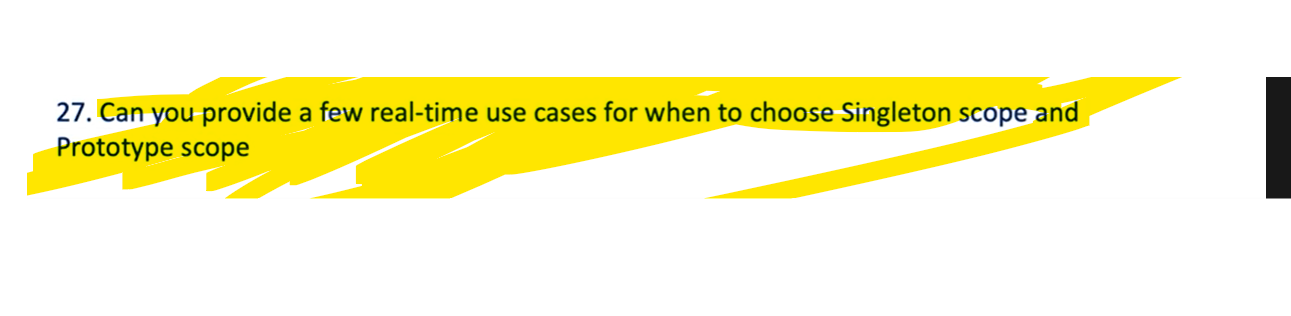 27. Can you provide a few real-time use cases for when to choose Singleton scope and
Prototype scope